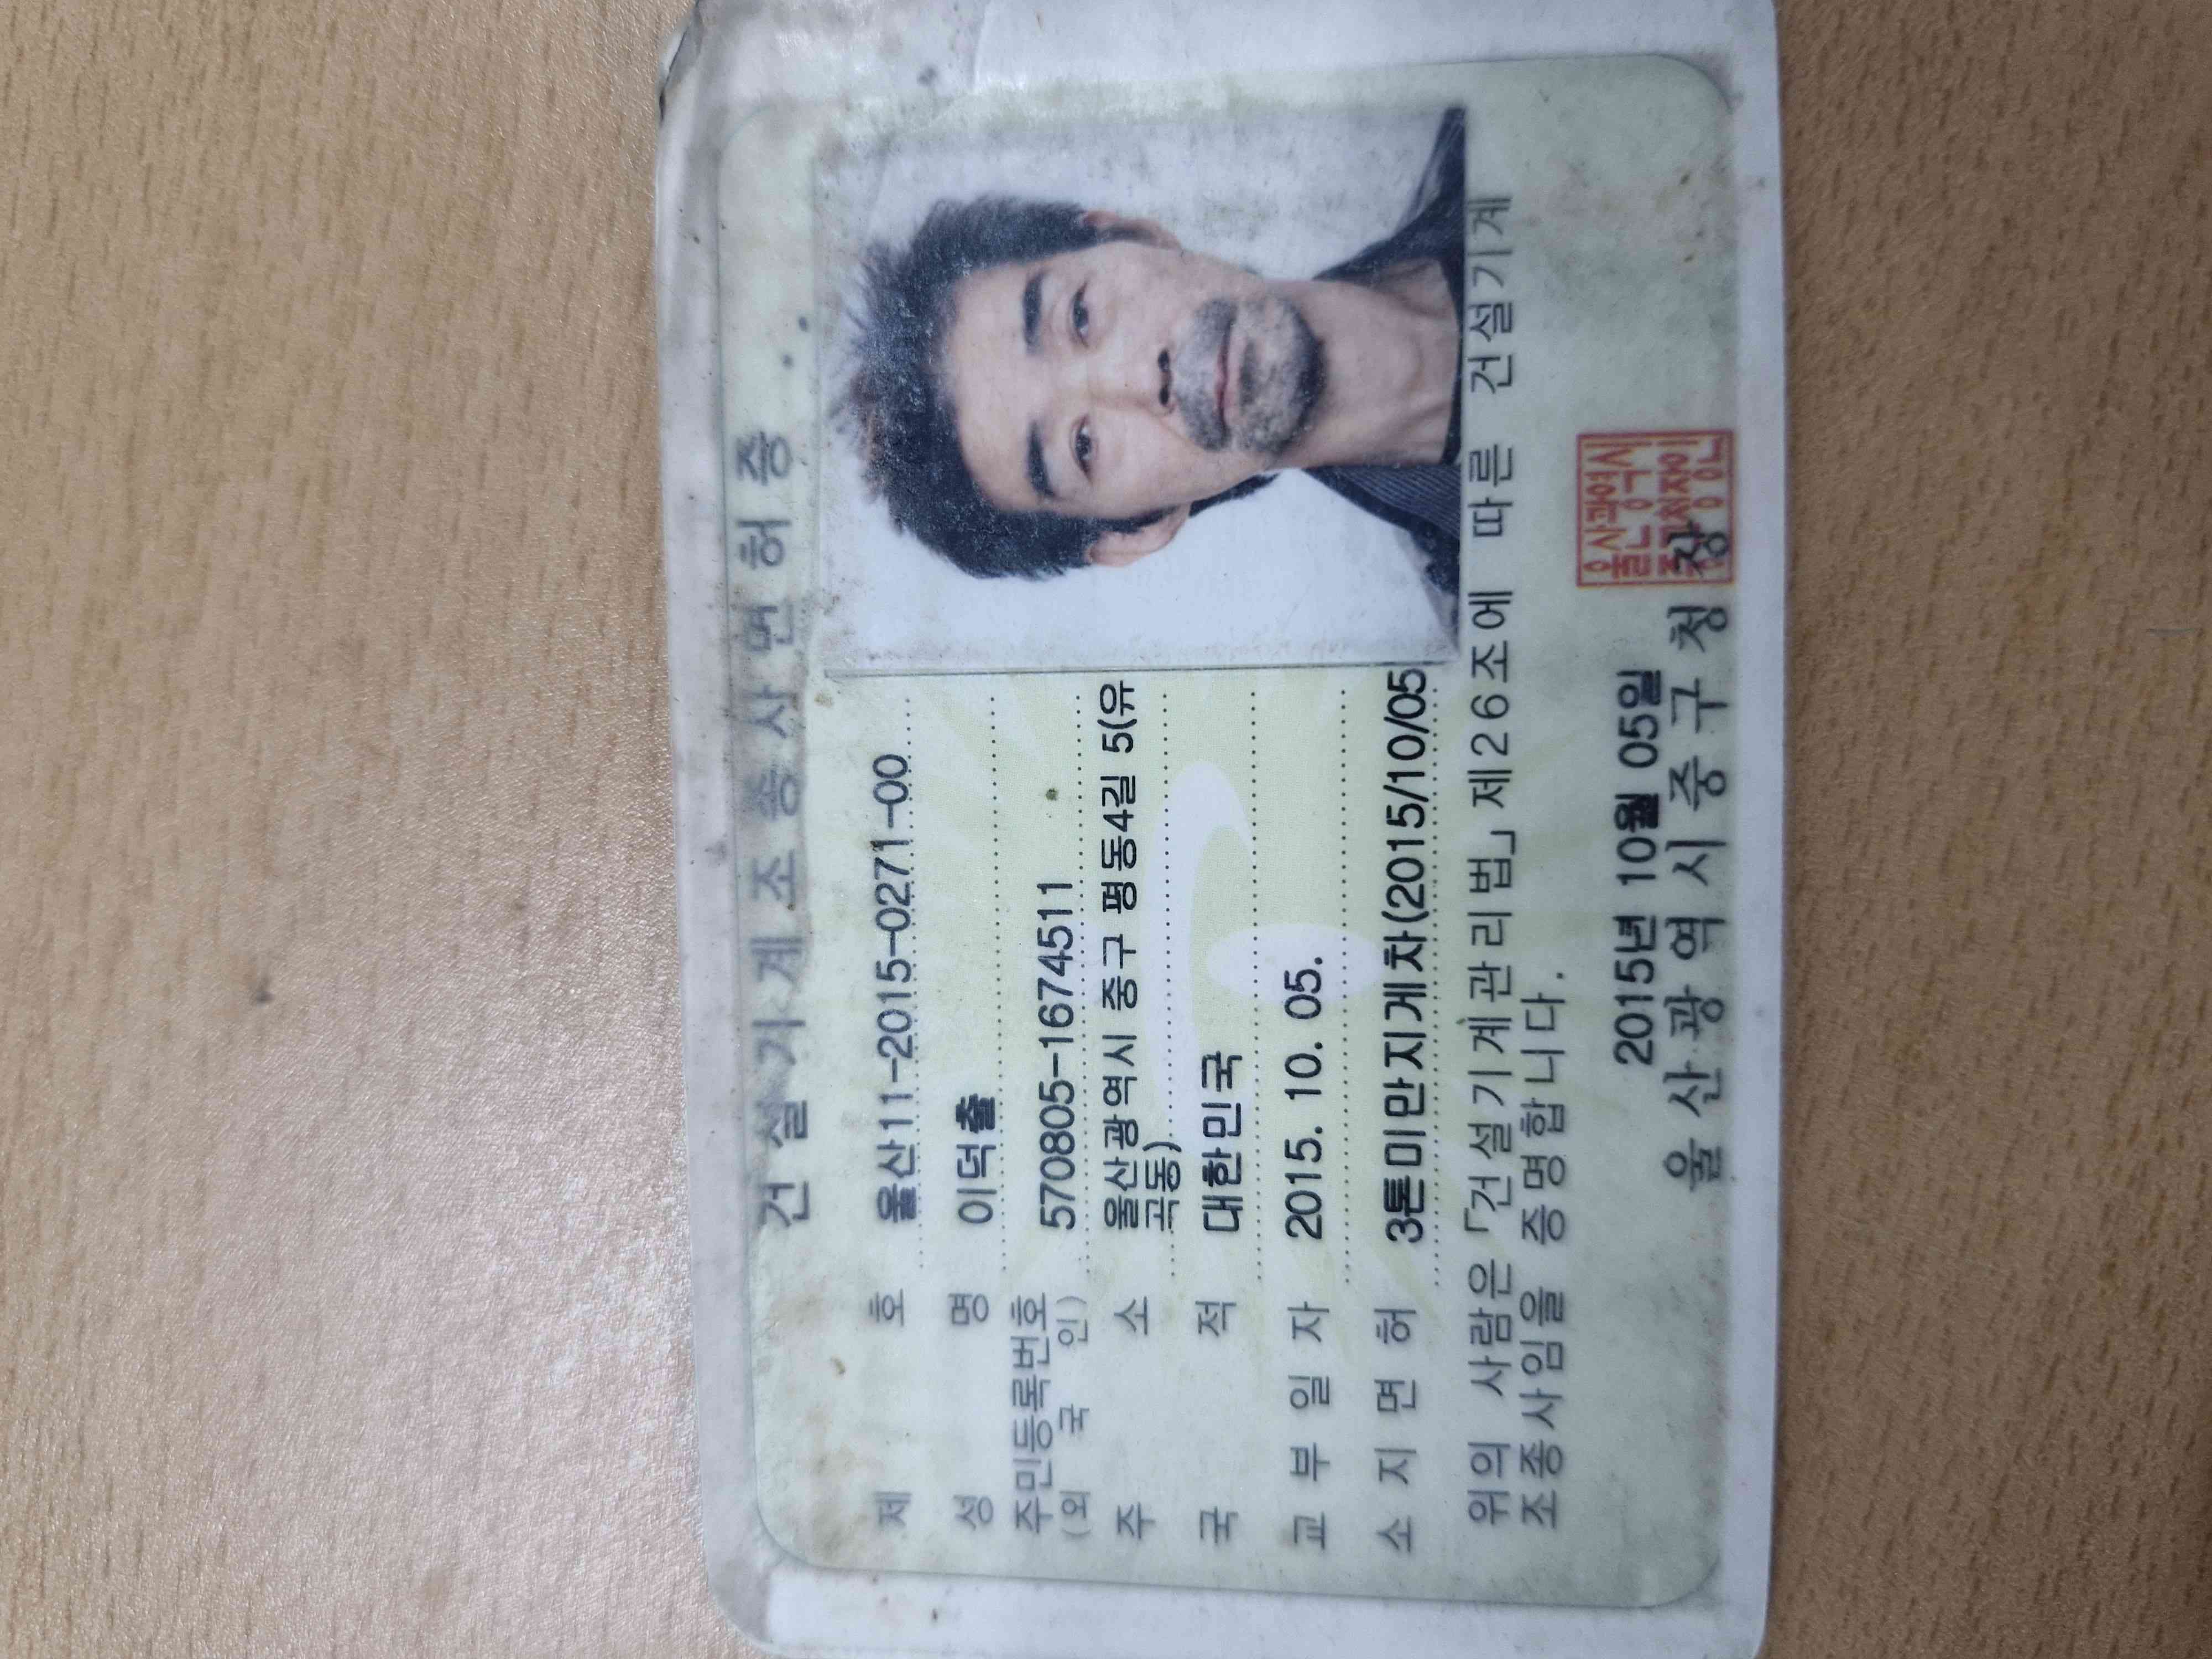 건설기계조종사면허증
제 호 울산11-2015-0271-00
성 명 이덕출
주민등록번호 570805-1674511
(외 국 인)
주 소 울산광역시 중구 평동4길 5(유
곡동)
국 적 대한민국
교 부 일 자 2015. 10. 05.
소 지 면 허 3톤미만지게차(2015/10/05
위의 사람은 「건설기계관리법」 제26조에 따른 건설기계
조종사임을 증명합니다.
2015년 10월 05일
울산광역시중구청장